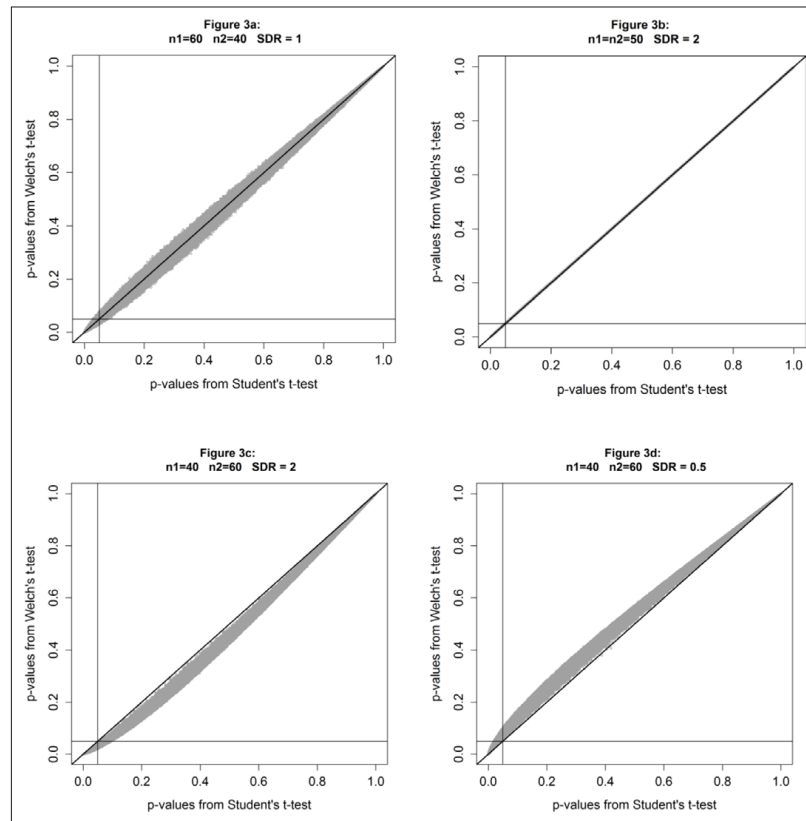 Figure 3a:
n1=60 n2=40 SDR = 1
p-values from Welch's t-test
1.0
0.8
0.6
0.4
0.2
0.0
0.0 0.2 0.4 0.6 0.8 1.0
p-values from Student's t-test
Figure 3b:
n1=n2=50 SDR = 2
p-values from Welch's t-test
1.0
0.8
0.6
0.4
0.2
0.0
0.0 0.2 0.4 0.6 0.8 1.0
p-values from Student's t-test
Figure 3c:
n1=40 n2=60 SDR = 2
p-values from Welch's t-test
1.0
0.8
0.6
0.4
0.2
0.0
0.0 0.2 0.4 0.6 0.8 1.0
p-values from Student's t-test
Figure 3d:
n1=40 n2=60 SDR = 0.5
p-values from Welch's t-test
1.0
0.8
0.6
0.4
0.2
0.0
0.0 0.2 0.4 0.6 0.8 1.0
p-values from Student's t-test